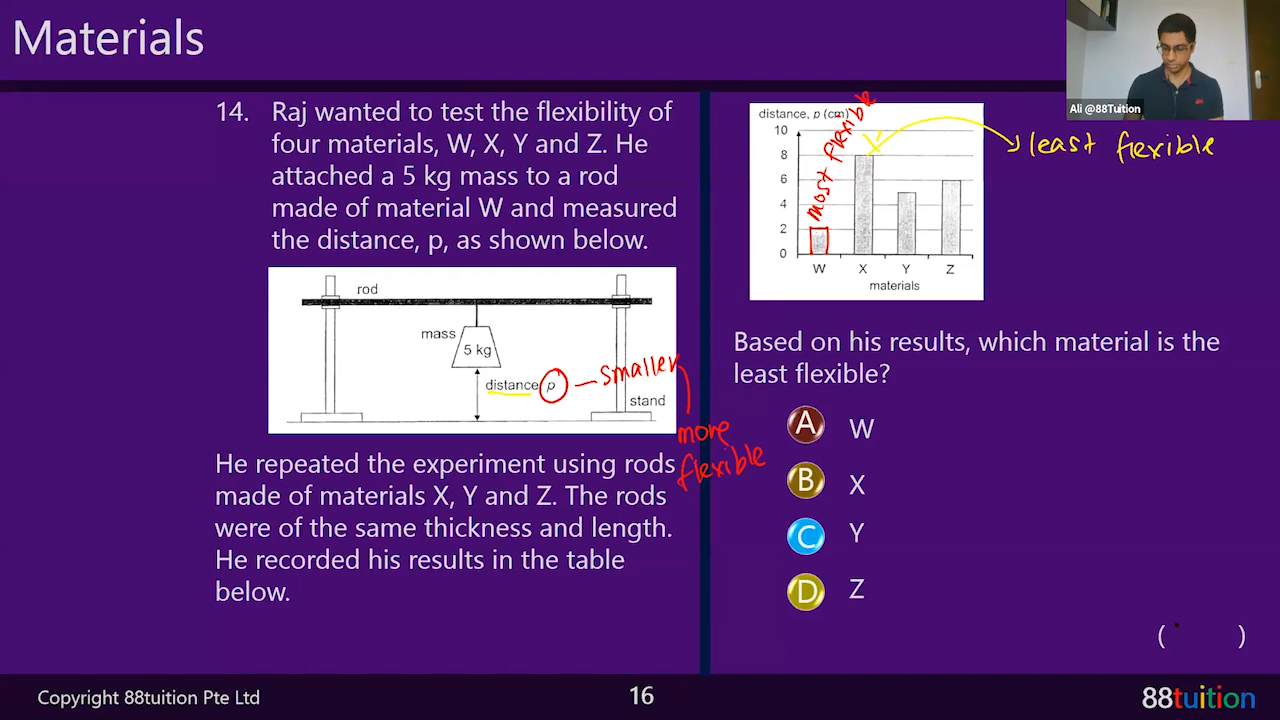 Materials
Ali @88Tuition
14. Raj wanted to test the flexibility of
four materials, W, X, Y and Z. He
attached a 5 kg mass to a rod
made of material W and measured
the distance, p, as shown below.
rod
mass
5 kg
distance p
smaller
more
flexible
stand
He repeated the experiment using rods
made of materials X, Y and Z. The rods
were of the same thickness and length.
He recorded his results in the table
below.
distance, p (cm)
10
8
6
4
2
0
most flexible
least flexible
W X Y Z
materials
Based on his results, which material is the
least flexible?
A W
B X
C Y
D Z
( )
Copyright 88tuition Pte Ltd
16
88tuition